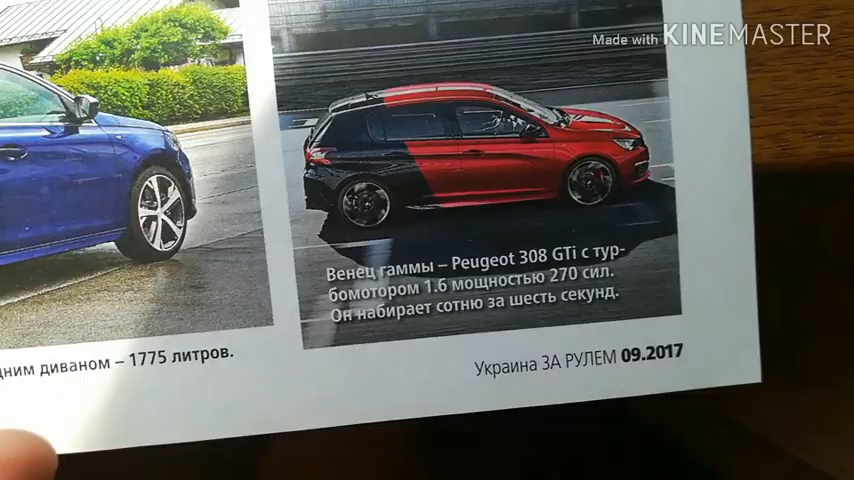 Made with KINEMASTER
Венец гаммы – Peugeot 308 GTi с тур-
бомотором 1.6 мощностью 270 сил.
Он набирает сотню за шесть секунд.
диваном – 1775 литров.
Украина ЗА РУЛЕМ 09.2017